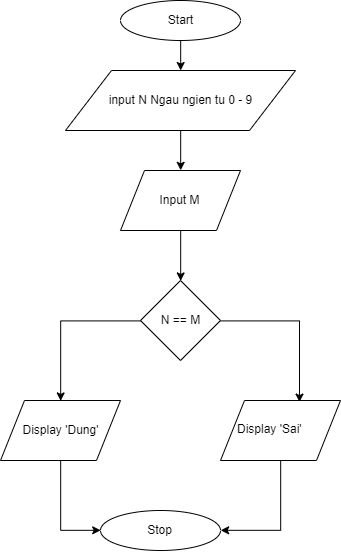 Start
input N Ngau ngien tu 0 - 9
Input M
N == M
Display 'Dung'
Display 'Sai'
Stop